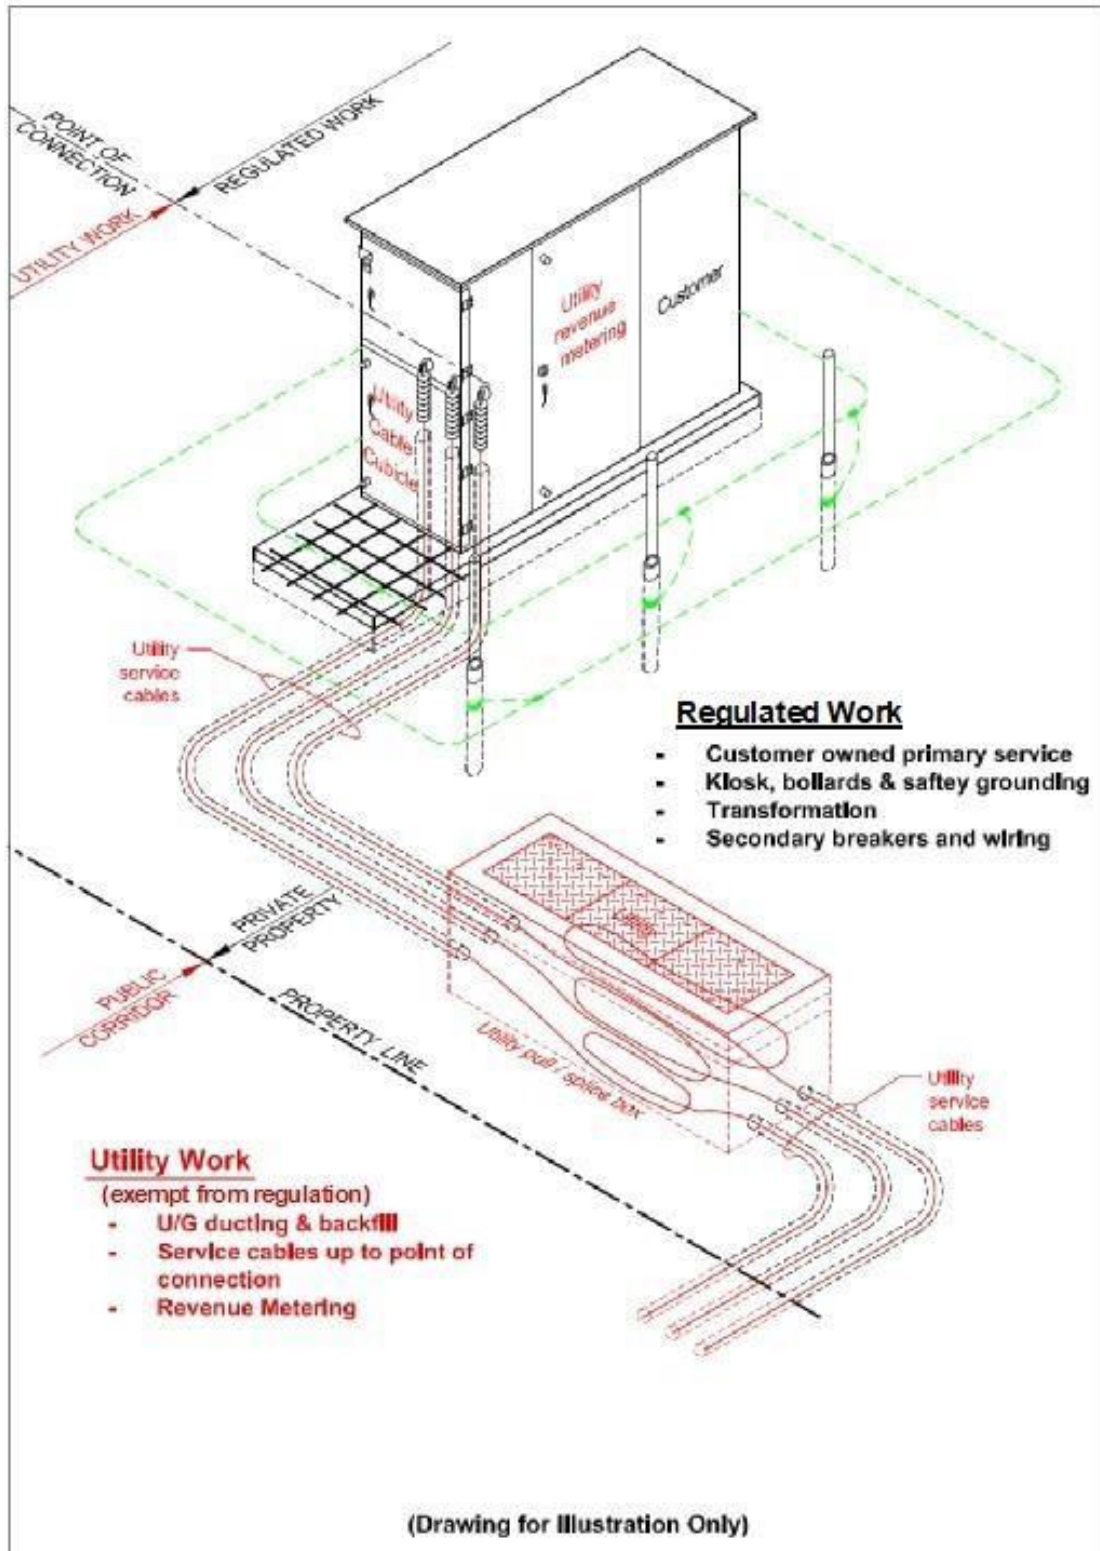 POINT OF
CONNECTION
REGULATED WORK
UTILITY WORK
Utility
revenue
metering
Customer
Utility
Cable
Cubicle
Utility
service
cables
Regulated Work
- Customer owned primary service
- Kiosk, bollards & saftey grounding
- Transformation
- Secondary breakers and wiring
PRIVATE
PROPERTY
PUBLIC
CORRIDOR
PROPERTY LINE
Utility
Utility pull / splice box
Utility
service
cables
Utility Work
(exempt from regulation)
- U/G ducting & backfill
- Service cables up to point of
connection
- Revenue Metering
(Drawing for Illustration Only)